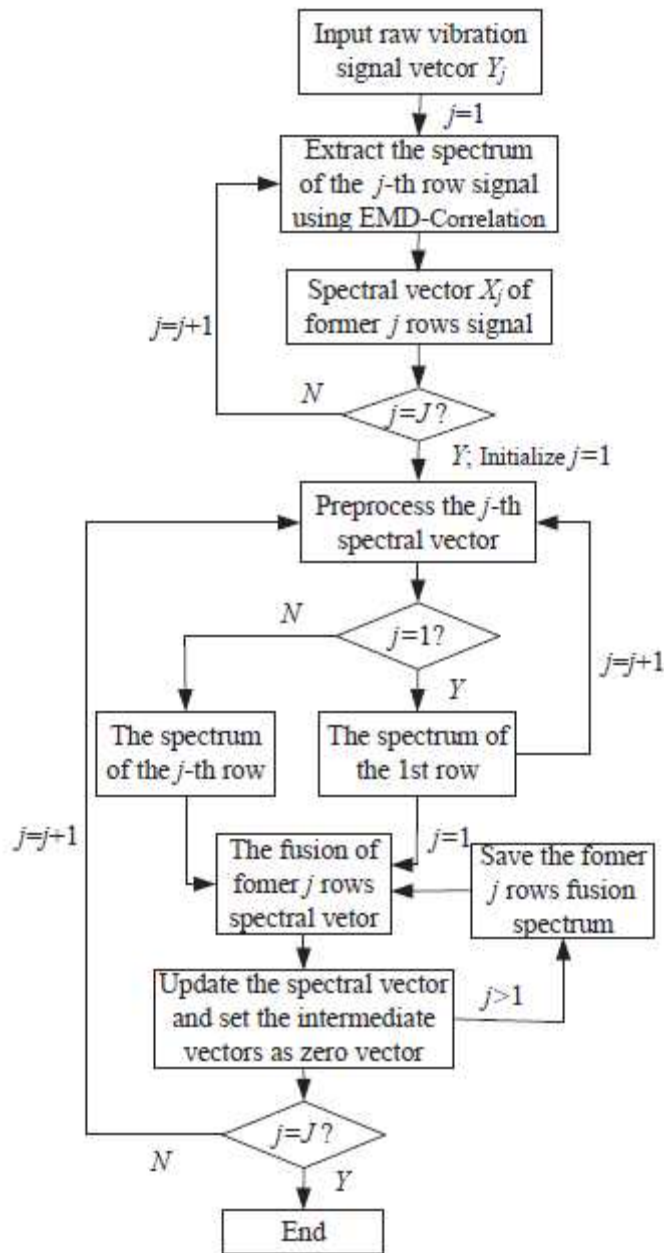 Input raw vibration
signal vetcor Yj
j=1
Extract the spectrum
of the j-th row signal
using EMD-Correlation
Spectral vector Xj of
former j rows signal
j=j+1
N
j=J?
Y; Initialize j=1
Preprocess the j-th
spectral vector
N
j=1?
j=j+1
Y
The spectrum
of the j-th row
The spectrum of
the 1st row
j=j+1
j=1
The fusion of
fomer j rows
spectral vetor
Save the fomer
j rows fusion
spectrum
Update the spectral vector
and set the intermediate
vectors as zero vector
j>1
j=J?
N
Y
End